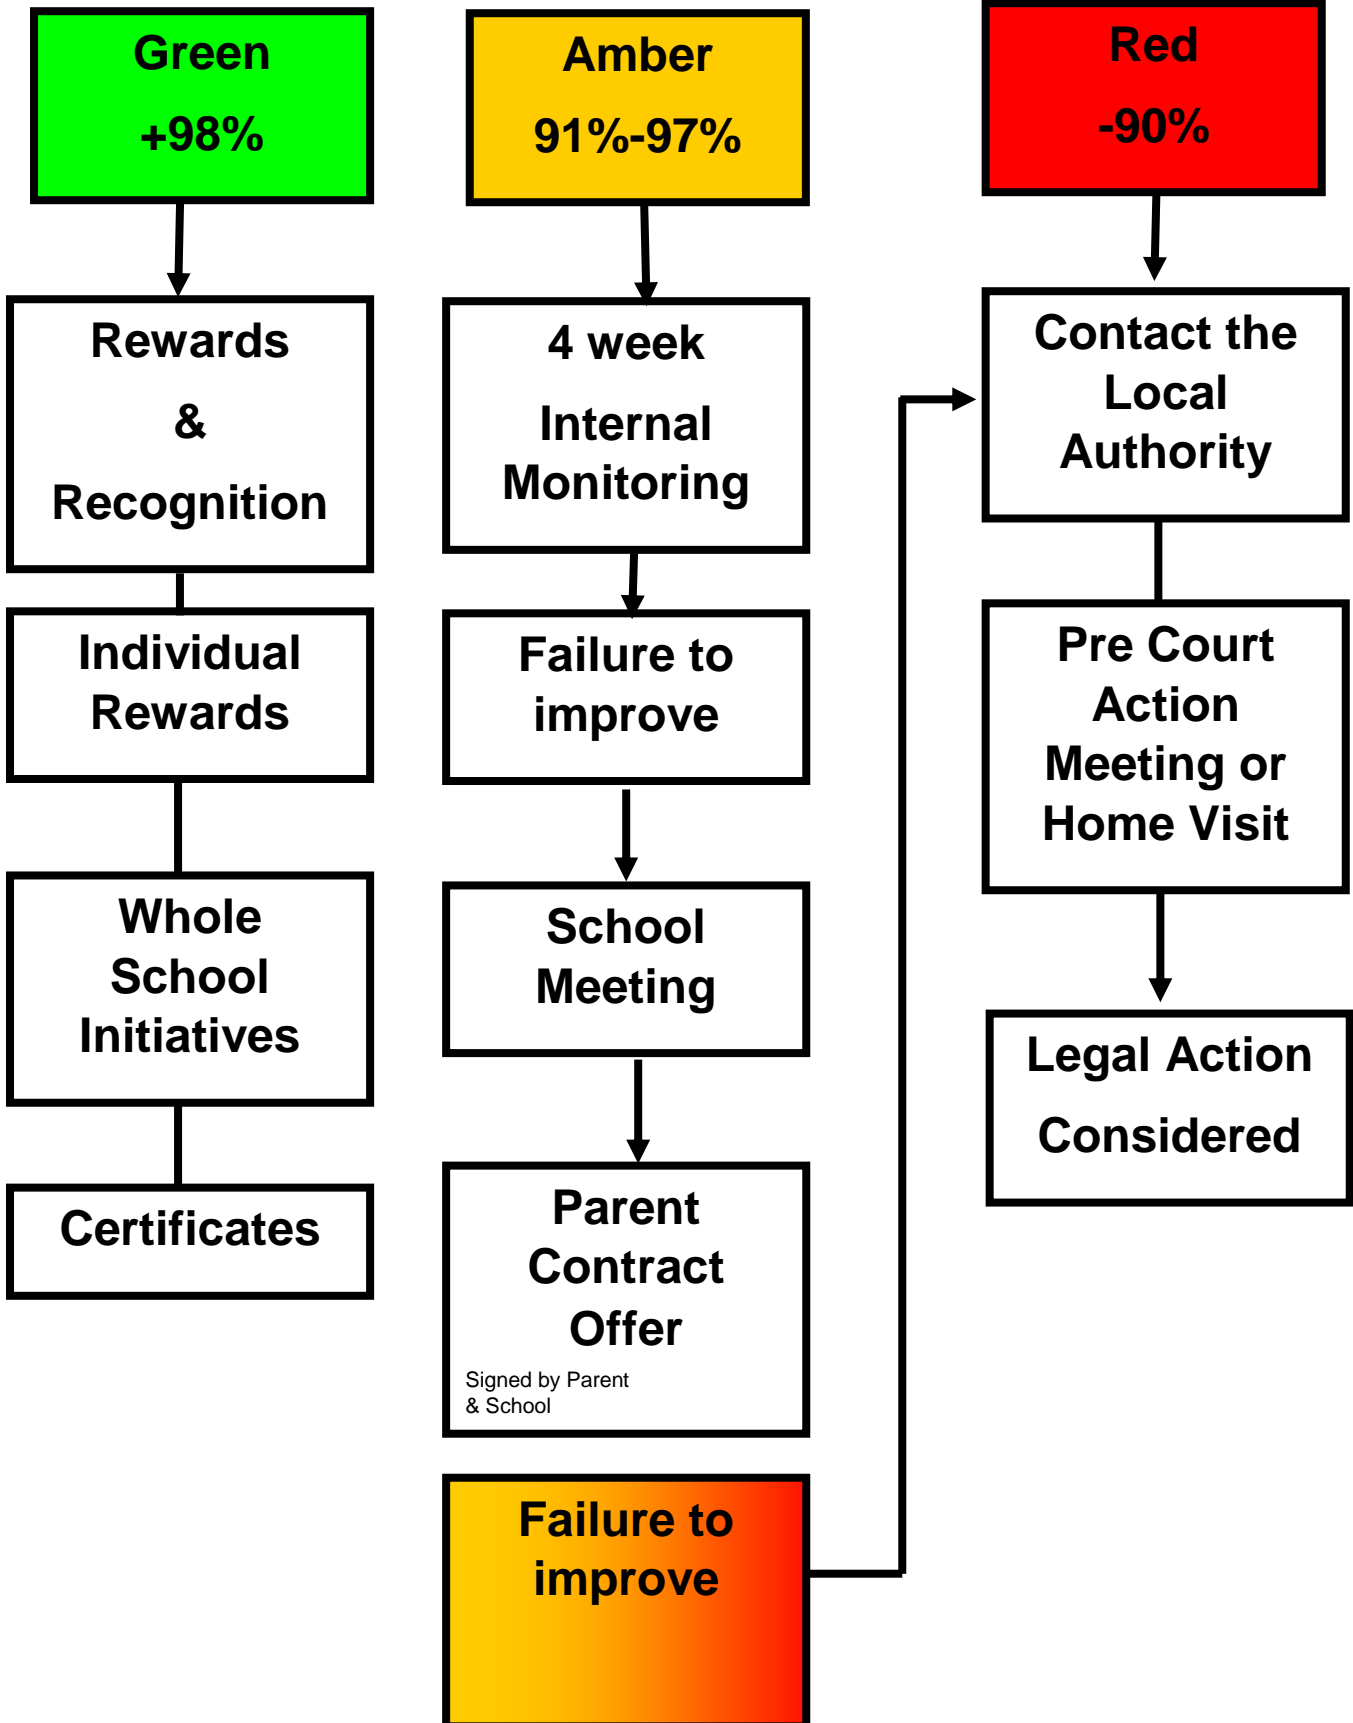 Green
+98%
Rewards
&
Recognition
Individual
Rewards
Whole
School
Initiatives
Certificates
Amber
91%-97%
4 week
Internal
Monitoring
Failure to
improve
School
Meeting
Parent
Contract
Offer
Signed by Parent
& School
Failure to
improve
Red
-90%
Contact the
Local
Authority
Pre Court
Action
Meeting or
Home Visit
Legal Action
Considered